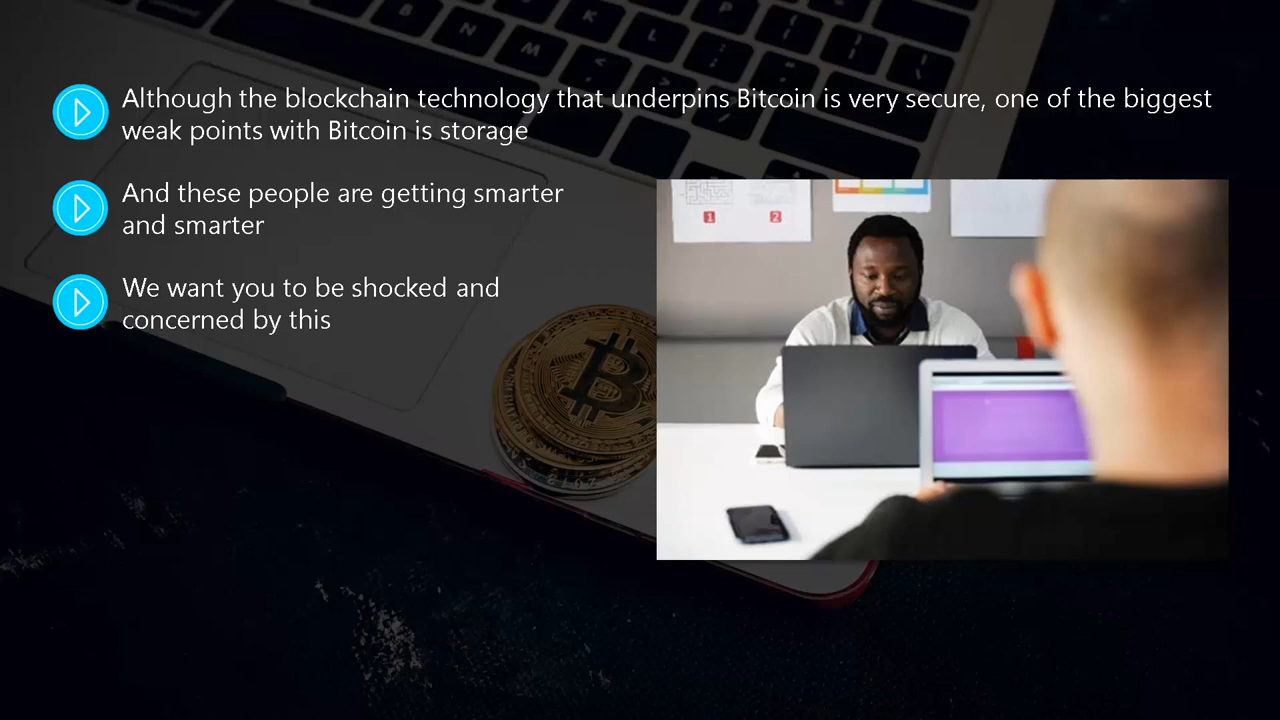 Although the blockchain technology that underpins Bitcoin is very secure, one of the biggest
weak points with Bitcoin is storage
And these people are getting smarter
and smarter
We want you to be shocked and
concerned by this
B
N
M
K
L
P
1
2